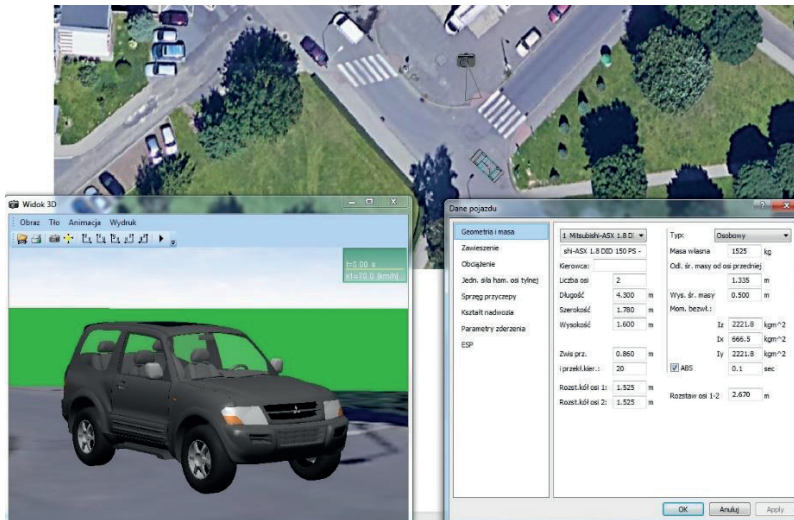 Widok 3D
Obraz Tło Animacja Wydruk
t=0.00 s
v1=70.0 [km/h]
Dane pojazdu
Geometria i masa
Zawieszenie
Obciążenie
Jedn. siła ham. osi tylnej
Sprzęg przyczepy
Kształt nadwozia
Parametry zderzenia
ESP
1 Mitsubishi-ASX 1.8 DI
shi-ASX 1.8 DID 150 PS -
Kierowca:
Liczba osi 2
Długość 4.300 m
Szerokość 1.780 m
Wysokość 1.600 m
Zwis prz. 0.860 m
i przekł.kier.: 20
Rozst.kół osi 1: 1.525 m
Rozst.kół osi 2: 1.525 m
Typ: Osobowy
Masa własna 1525 kg
Odl. śr. masy od osi przedniej
1.335 m
Wys. śr. masy 0.500 m
Mom. bezwł.:
Iz 2221.8 kgm^2
Ix 666.5 kgm^2
Iy 2221.8 kgm^2
ABS 0.1 sec
Rozstaw osi 1-2 2.670 m
OK Anuluj Apply